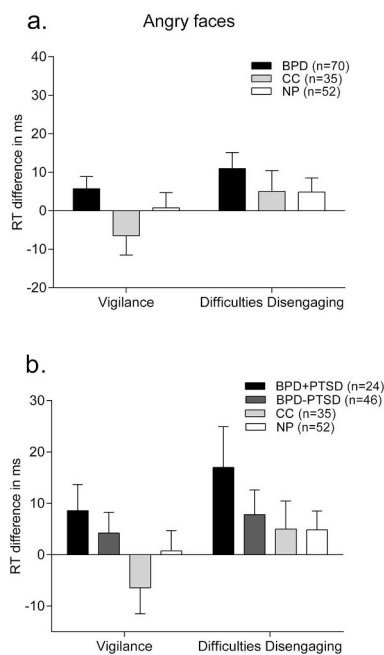 a.
Angry faces
BPD (n=70)
CC (n=35)
NP (n=52)
RT difference in ms
40
30
20
10
0
-10
-20
Vigilance
Difficulties Disengaging
b.
BPD+PTSD (n=24)
BPD-PTSD (n=46)
CC (n=35)
NP (n=52)
RT difference in ms
30
20
10
0
-10
Vigilance
Difficulties Disengaging